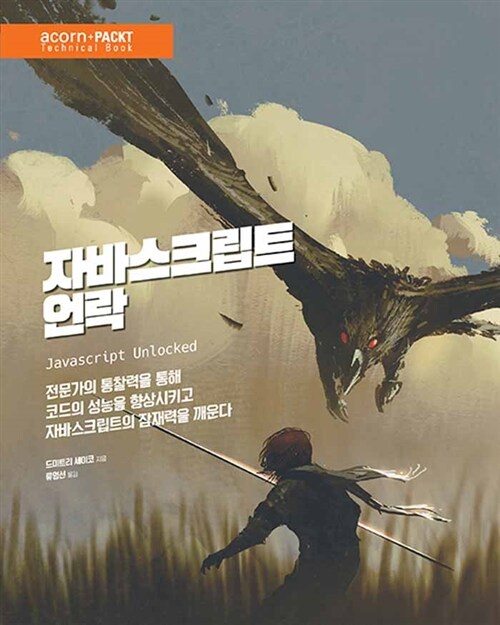 acorn+PACKT
Technical Book
자바스크립트
언락
Javascript Unlocked
전문가의 통찰력을 통해
코드의 성능을 향상시키고
자바스크립트의 잠재력을 깨운다
드미트리 셰이코 지음
류영선 옮김